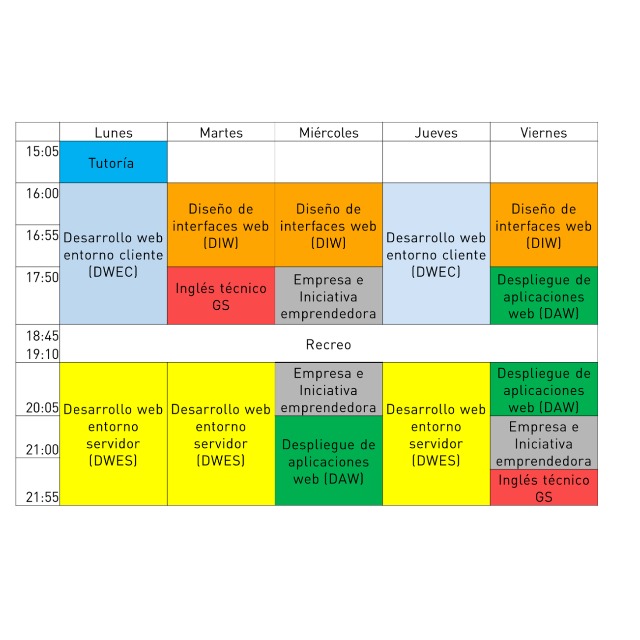 Lunes Martes Miércoles Jueves Viernes
15:05
Tutoría
16:00
16:55
17:50
Desarrollo web
entorno cliente
(DWEC)
Diseño de
interfaces web
(DIW)
Inglés técnico
GS
Diseño de
interfaces web
(DIW)
Empresa e
Iniciativa
emprendedora
Desarrollo web
entorno cliente
(DWEC)
Diseño de
interfaces web
(DIW)
Despliegue de
aplicaciones
web (DAW)
18:45
19:10
Recreo
20:05
21:00
21:55
Desarrollo web
entorno
servidor
(DWES)
Desarrollo web
entorno
servidor
(DWES)
Empresa e
Iniciativa
emprendedora
Despliegue de
aplicaciones
web (DAW)
Desarrollo web
entorno
servidor
(DWES)
Despliegue de
aplicaciones
web (DAW)
Empresa e
Iniciativa
emprendedora
Inglés técnico
GS